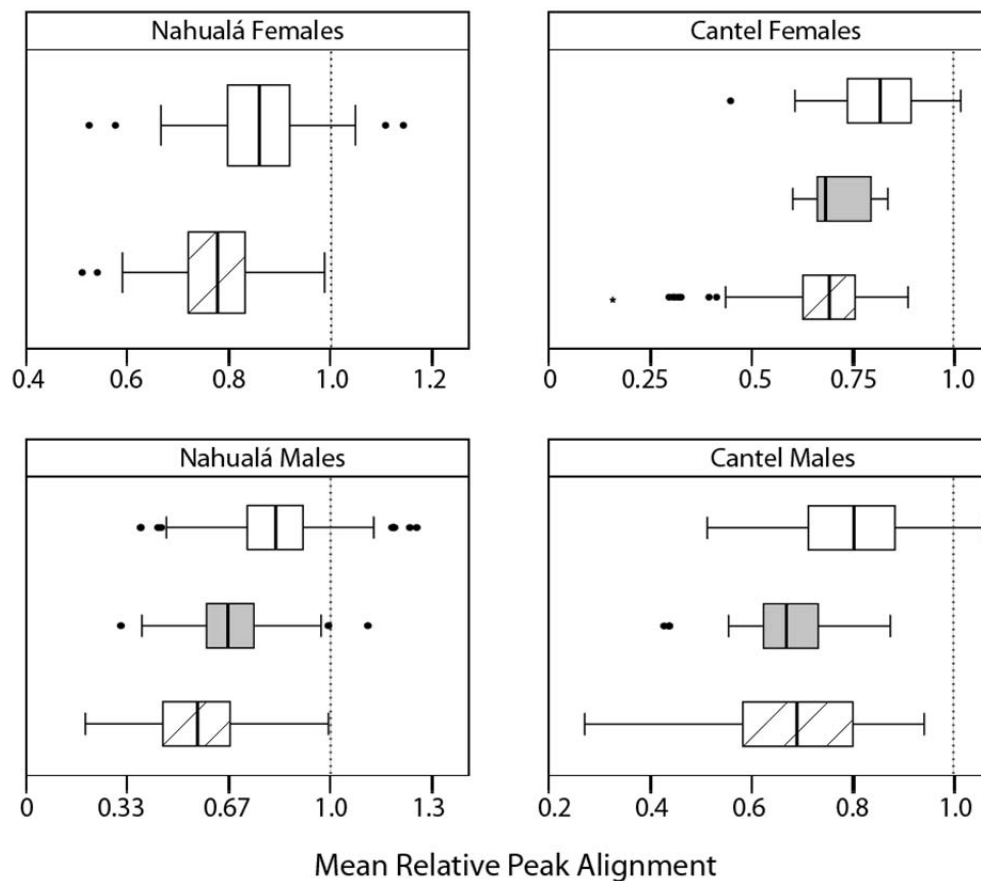 Nahualá Females
0.4 0.6 0.8 1.0 1.2
Cantel Females
*
0 0.25 0.5 0.75 1.0
Nahualá Males
0 0.33 0.67 1.0 1.3
Cantel Males
0.2 0.4 0.6 0.8 1.0
Mean Relative Peak Alignment